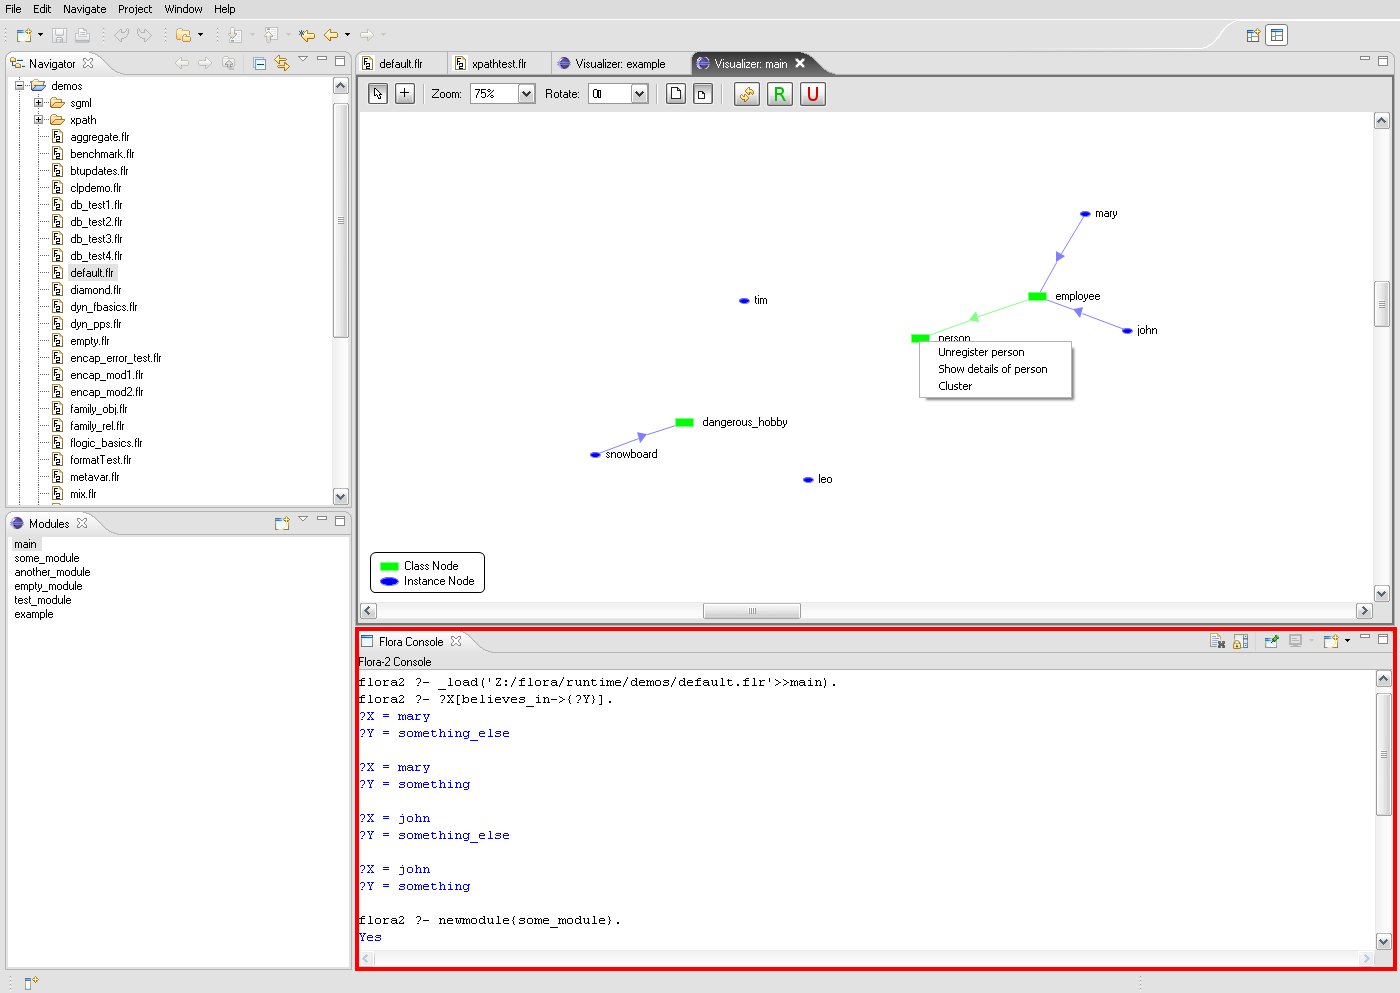 File Edit Navigate Project Window Help
Navigator
demos
sgml
xpath
aggregate.flr
benchmark.flr
btupdates.flr
clpdemo.flr
db_test1.flr
db_test2.flr
db_test3.flr
db_test4.flr
default.flr
diamond.flr
dyn_fbasics.flr
dyn_pps.flr
empty.flr
encap_error_test.flr
encap_mod1.flr
encap_mod2.flr
family_obj.flr
family_rel.flr
flogic_basics.flr
formatTest.flr
metavar.flr
mix.flr
Modules
main
some_module
another_module
empty_module
test_module
example
default.flr xpathtest.flr Visualizer: example Visualizer: main
Zoom: 75% Rotate: 0 R U
mary
tim
employee
john
person
Unregister person
Show details of person
Cluster
dangerous_hobby
snowboard
leo
Class Node
Instance Node
Flora Console
Flora-2 Console
flora2 ?- _load('Z:/flora/runtime/demos/default.flr'>>main).
flora2 ?- ?X[believes_in->{?Y}].
?X = mary
?Y = something_else
?X = mary
?Y = something
?X = john
?Y = something_else
?X = john
?Y = something
flora2 ?- newmodule{some_module}.
Yes